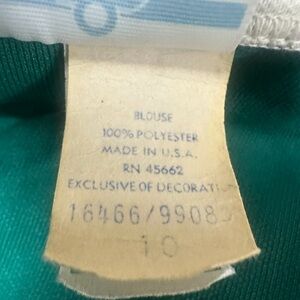 BLOUSE
100% POLYESTER
MADE IN U.S.A.
RN 45662
EXCLUSIVE OF DECORATI
16466/9908
10